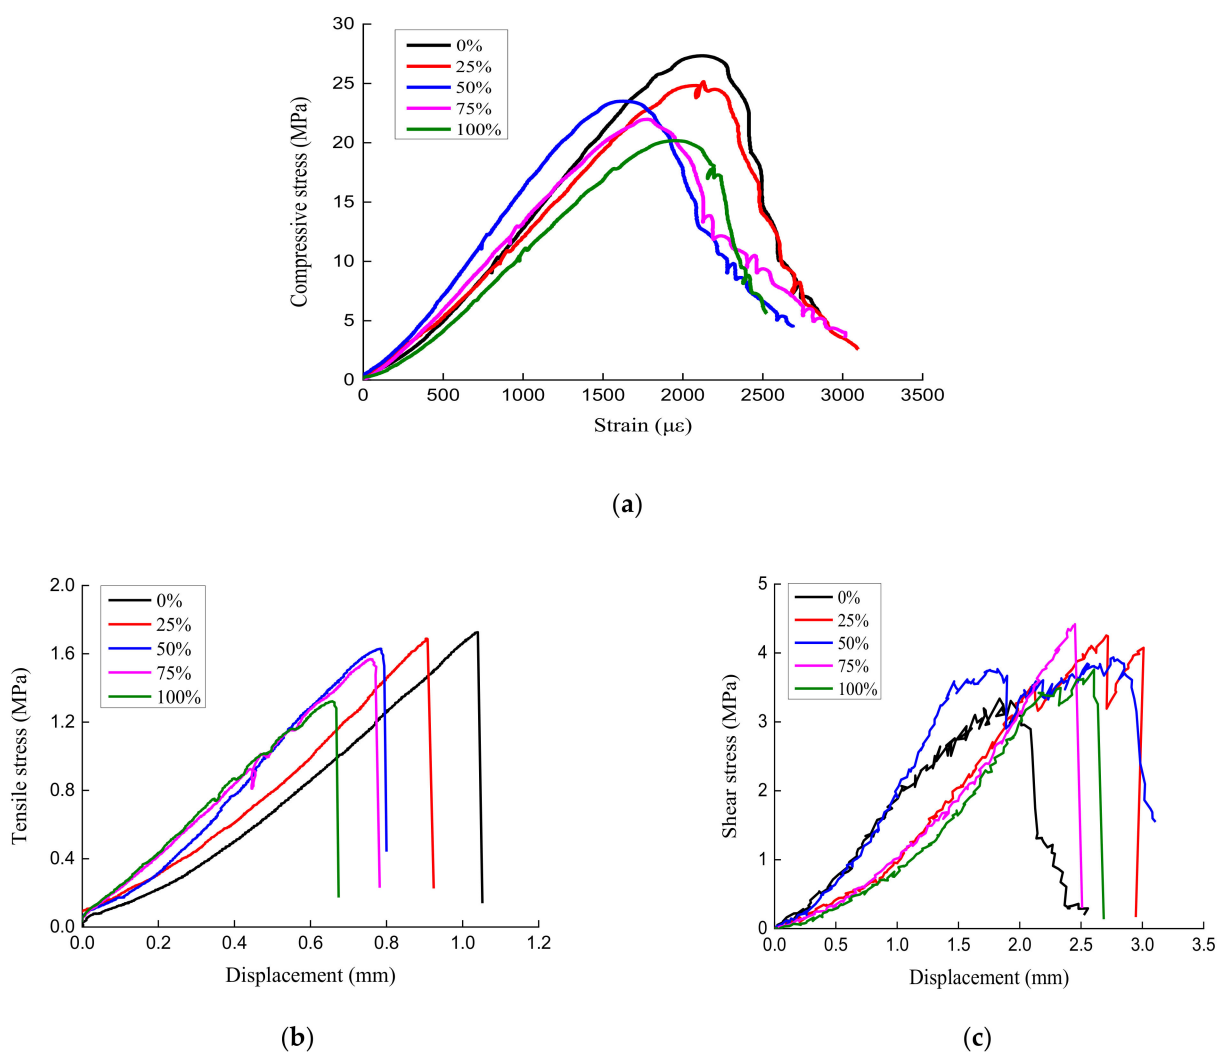 30
25
20
15
10
5
0
Compressive stress (MPa)
0%
25%
50%
75%
100%
0 500 1000 1500 2000 2500 3000 3500
Strain (με)
(a)
2.0
1.6
1.2
0.8
0.4
0.0
Tensile stress (MPa)
0%
25%
50%
75%
100%
0.0 0.2 0.4 0.6 0.8 1.0 1.2
Displacement (mm)
(b)
5
4
3
2
1
0
Shear stress (MPa)
0%
25%
50%
75%
100%
0.0 0.5 1.0 1.5 2.0 2.5 3.0 3.5
Displacement (mm)
(c)